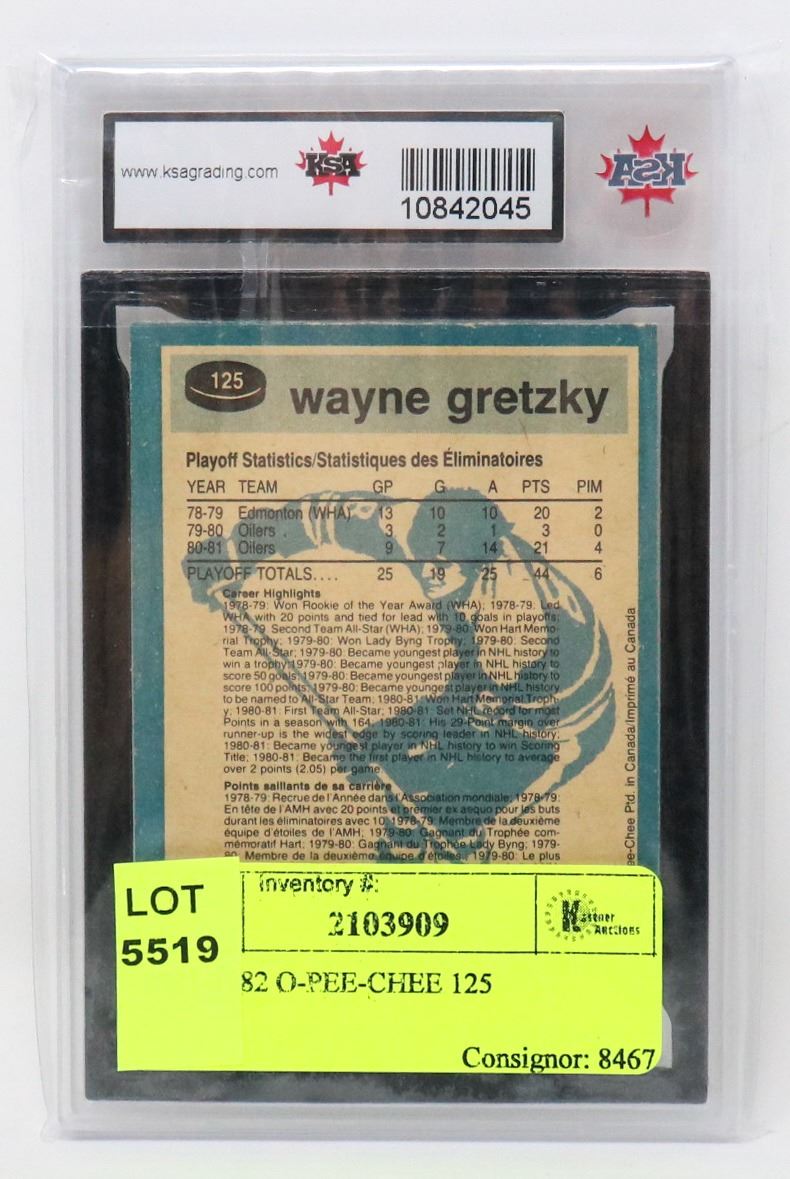 www.ksagrading.com
KSA
10842045
KSA
125
wayne gretzky
Playoff Statistics/Statistiques des Éliminatoires
YEAR TEAM GP G A PTS PIM
78-79 Edmonton (WHA) 13 10 10 20 2
79-80 Oilers 3 2 1 3 0
80-81 Oilers 9 7 14 21 4
PLAYOFF TOTALS.... 25 19 25 44 6
Career Highlights
1978-79: Won Rookie of the Year Award (WHA); 1978-79: Led
WHA with 20 points and tied for lead with 10 goals in playoffs;
1978-79: Second Team All-Star (WHA); 1979-80: Won Hart Memo-
rial Trophy; 1979-80: Won Lady Byng Trophy; 1979-80: Second
Team All-Star; 1979-80: Became youngest player in NHL history to
win a trophy; 1979-80: Became youngest player in NHL history to
score 50 goals; 1979-80: Became youngest player in NHL history to
score 100 points; 1979-80: Became youngest player in NHL history
to be named to All-Star Team; 1980-81: Won Hart Memorial Troph-
y; 1980-81: First Team All-Star; 1980-81: Set NHL record for most
Points in a season with 164; 1980-81: His 29-Point margin over
runner-up is the widest edge by scoring leader in NHL history;
1980-81: Became youngest player in NHL history to win Scoring
Title; 1980-81: Became the first player in NHL history to average
over 2 points (2.05) per game.
Points saillants de sa carrière
1978-79: Recrue de l'Année dans l'Association mondiale; 1978-79:
En tête de l'AMH avec 20 points et premier ex aequo pour les buts
durant les éliminatoires avec 10; 1978-79: Membre de la deuxième
équipe d'étoiles de l'AMH; 1979-80: Gagnant du Trophée com-
mémoratif Hart; 1980: Gagnant du Trophée Lady Byng; 1979-
80: Membre de la deuxième équipe d'étoiles; 1979-80: Le plus
ee-Chee Ptd. in Canada/Imprimé au Canada
LOT
5519
Inventory #:
2103909
Kastner
Auctions
82 O-PEE-CHEE 125
Consignor: 8467